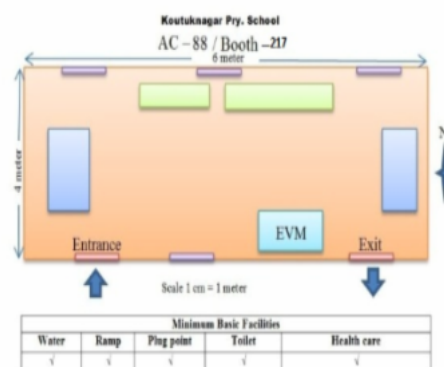 Koutuknagar Pry. School
AC – 88 / Booth –217
6 meter
4 meter
N
EVM
Entrance
Exit
Scale 1 cm = 1 meter
Minimum Basic Facilities
Water Ramp Plug point Toilet Health care
√ √ √ √ √